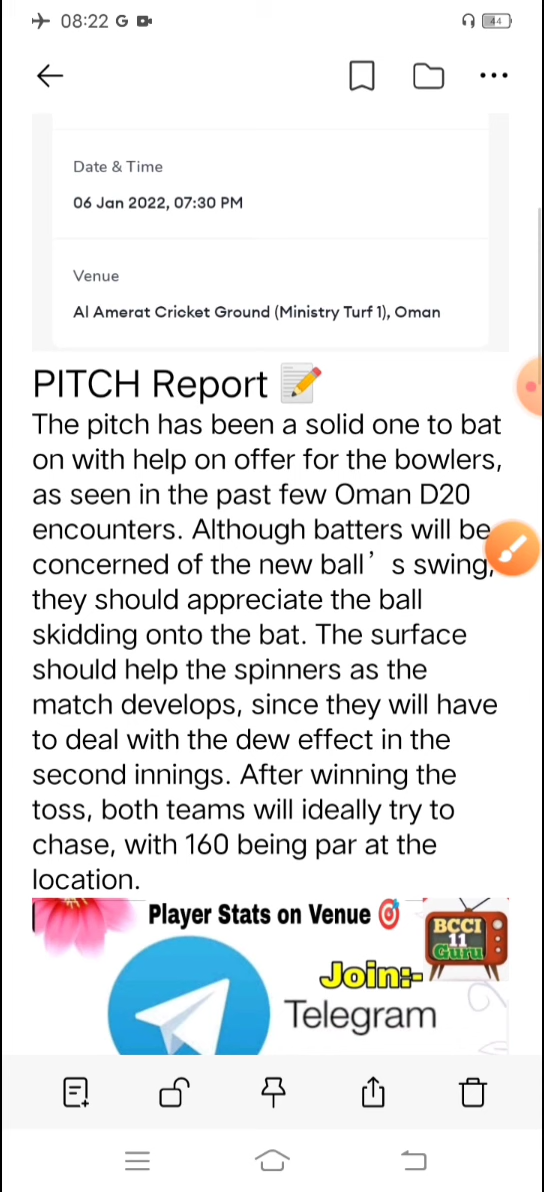 08:22 G
44
Date & Time
06 Jan 2022, 07:30 PM
Venue
Al Amerat Cricket Ground (Ministry Turf 1), Oman
PITCH Report
The pitch has been a solid one to bat
on with help on offer for the bowlers,
as seen in the past few Oman D20
encounters. Although batters will be
concerned of the new ball’s swing,
they should appreciate the ball
skidding onto the bat. The surface
should help the spinners as the
match develops, since they will have
to deal with the dew effect in the
second innings. After winning the
toss, both teams will ideally try to
chase, with 160 being par at the
location.
Player Stats on Venue
BCCI
11
Guru
Join:-
Telegram